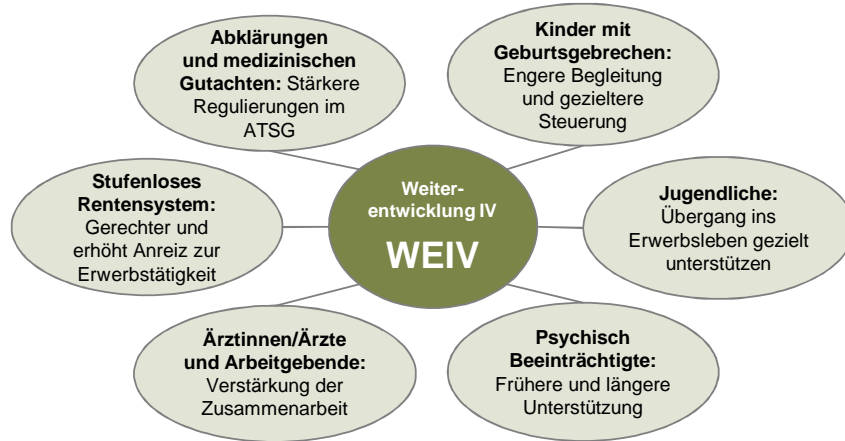 Abklärungen
und medizinischen
Gutachten: Stärkere
Regulierungen im
ATSG
Kinder mit
Geburtsgebrechen:
Engere Begleitung
und gezieltere
Steuerung
Stufenloses
Rentensystem:
Gerechter und
erhöht Anreiz zur
Erwerbstätigkeit
Weiter-
entwicklung IV
WEIV
Jugendliche:
Übergang ins
Erwerbsleben gezielt
unterstützen
Ärztinnen/Ärzte
und Arbeitgebende:
Verstärkung der
Zusammenarbeit
Psychisch
Beeinträchtigte:
Frühere und längere
Unterstützung